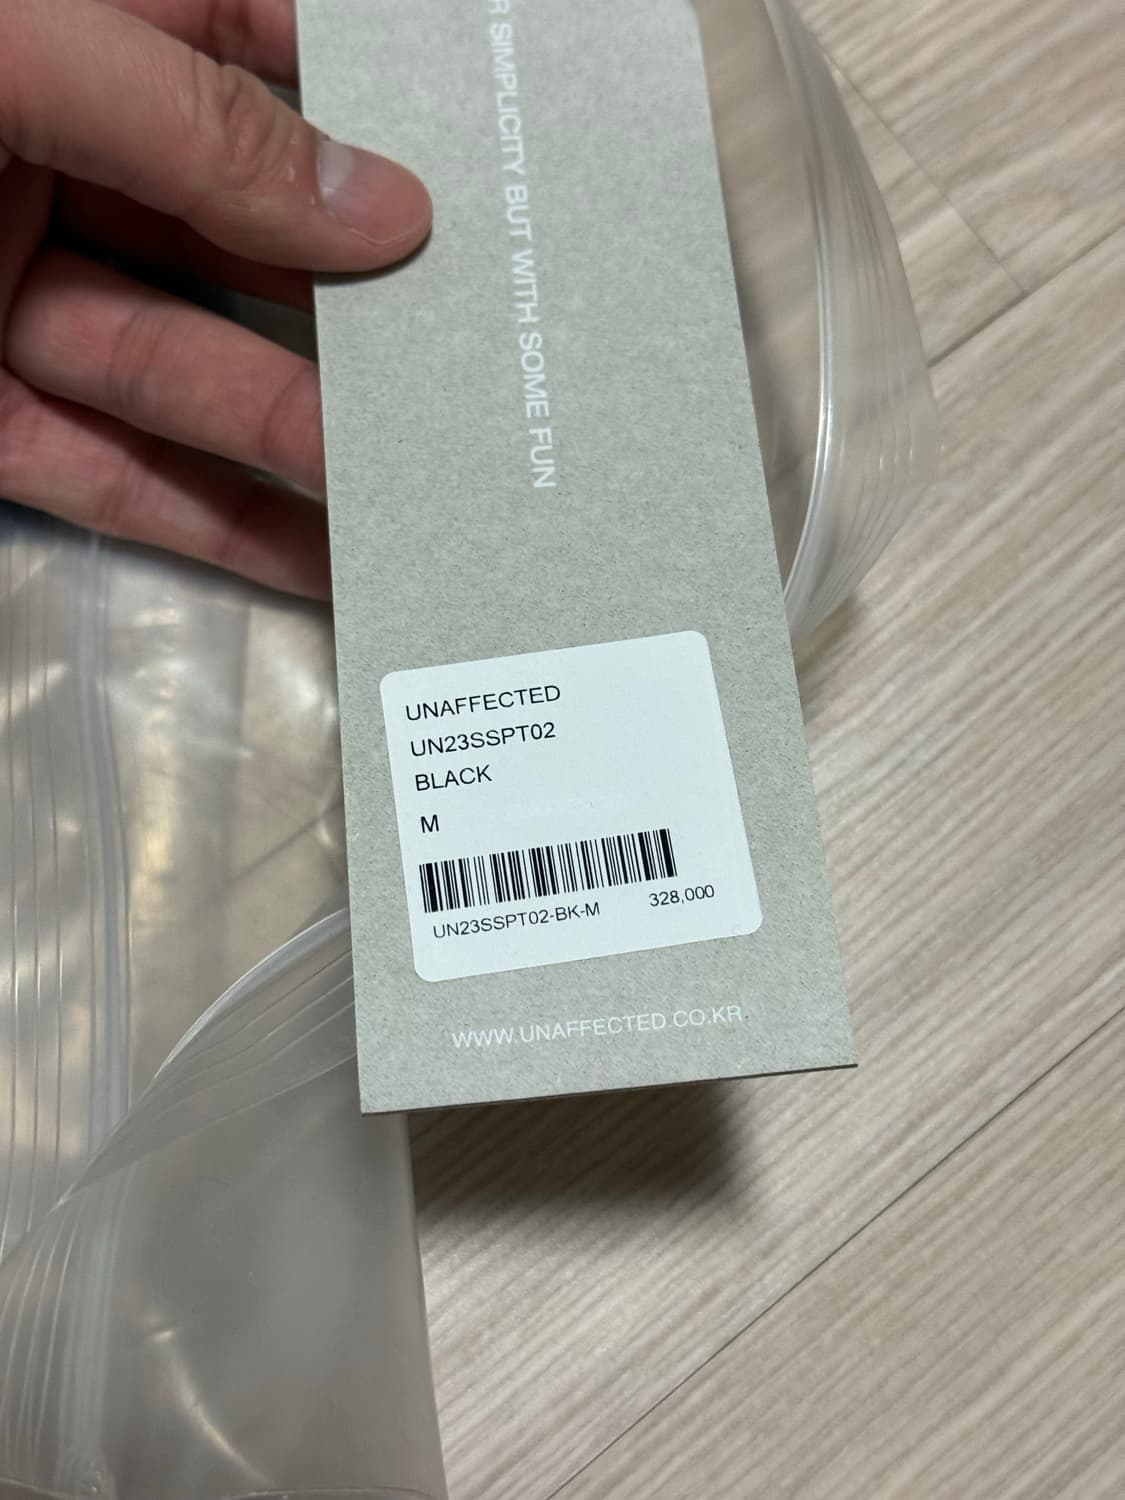 R SIMPLICITY BUT WITH SOME FUN
UNAFFECTED
UN23SSPT02
BLACK
M
UN23SSPT02-BK-M 328,000
WWW.UNAFFECTED.CO.KR